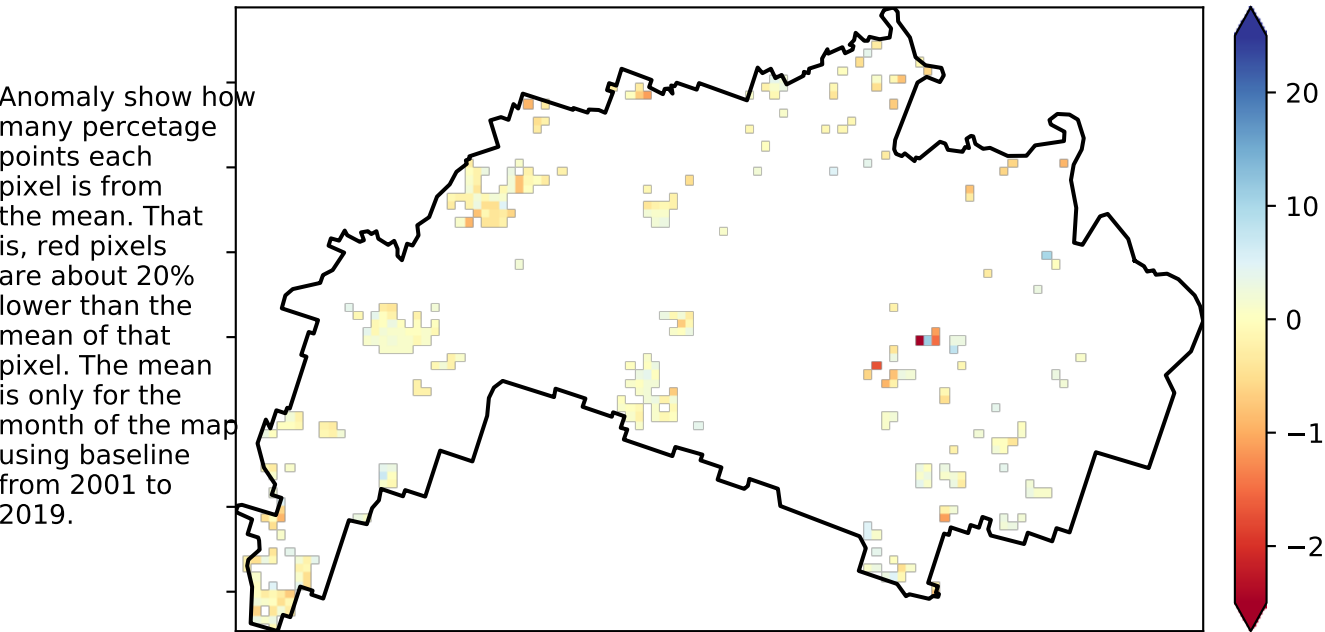 Anomaly show how
many percetage
points each
pixel is from
the mean. That
is, red pixels
are about 20%
lower than the
mean of that
pixel. The mean
is only for the
month of the map
using baseline
from 2001 to
2019.
20
10
0
−1
−2